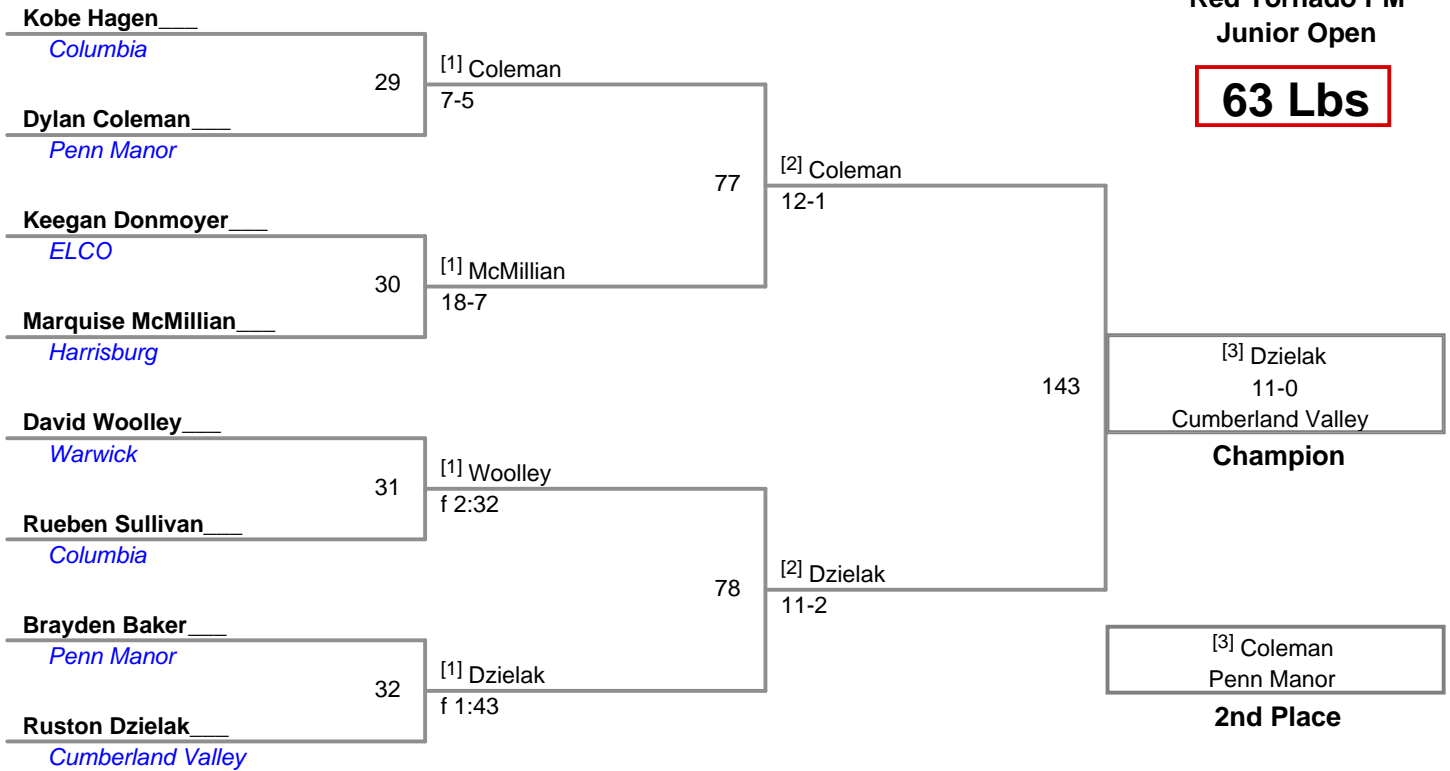 Red Tornado PM
Junior Open
63 Lbs
Kobe Hagen___
Columbia
29
[1] Coleman
7-5
Dylan Coleman___
Penn Manor
77
[2] Coleman
12-1
Keegan Donmoyer___
ELCO
30
[1] McMillian
18-7
Marquise McMillian___
Harrisburg
143
[3] Dzielak
11-0
Cumberland Valley
Champion
David Woolley___
Warwick
31
[1] Woolley
f 2:32
Rueben Sullivan___
Columbia
78
[2] Dzielak
11-2
Brayden Baker___
Penn Manor
32
[1] Dzielak
f 1:43
Ruston Dzielak___
Cumberland Valley
[3] Coleman
Penn Manor
2nd Place